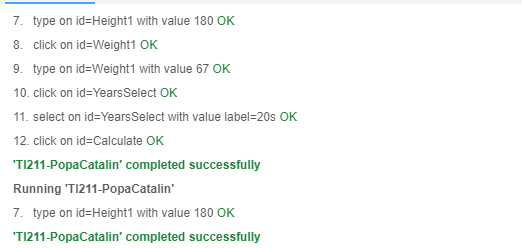 7. type on id=Height1 with value 180 OK
8. click on id=Weight1 OK
9. type on id=Weight1 with value 67 OK
10. click on id=YearsSelect OK
11. select on id=YearsSelect with value label=20s OK
12. click on id=Calculate OK
'TI211-PopaCatalin' completed successfully
Running 'TI211-PopaCatalin'
7. type on id=Height1 with value 180 OK
'TI211-PopaCatalin' completed successfully